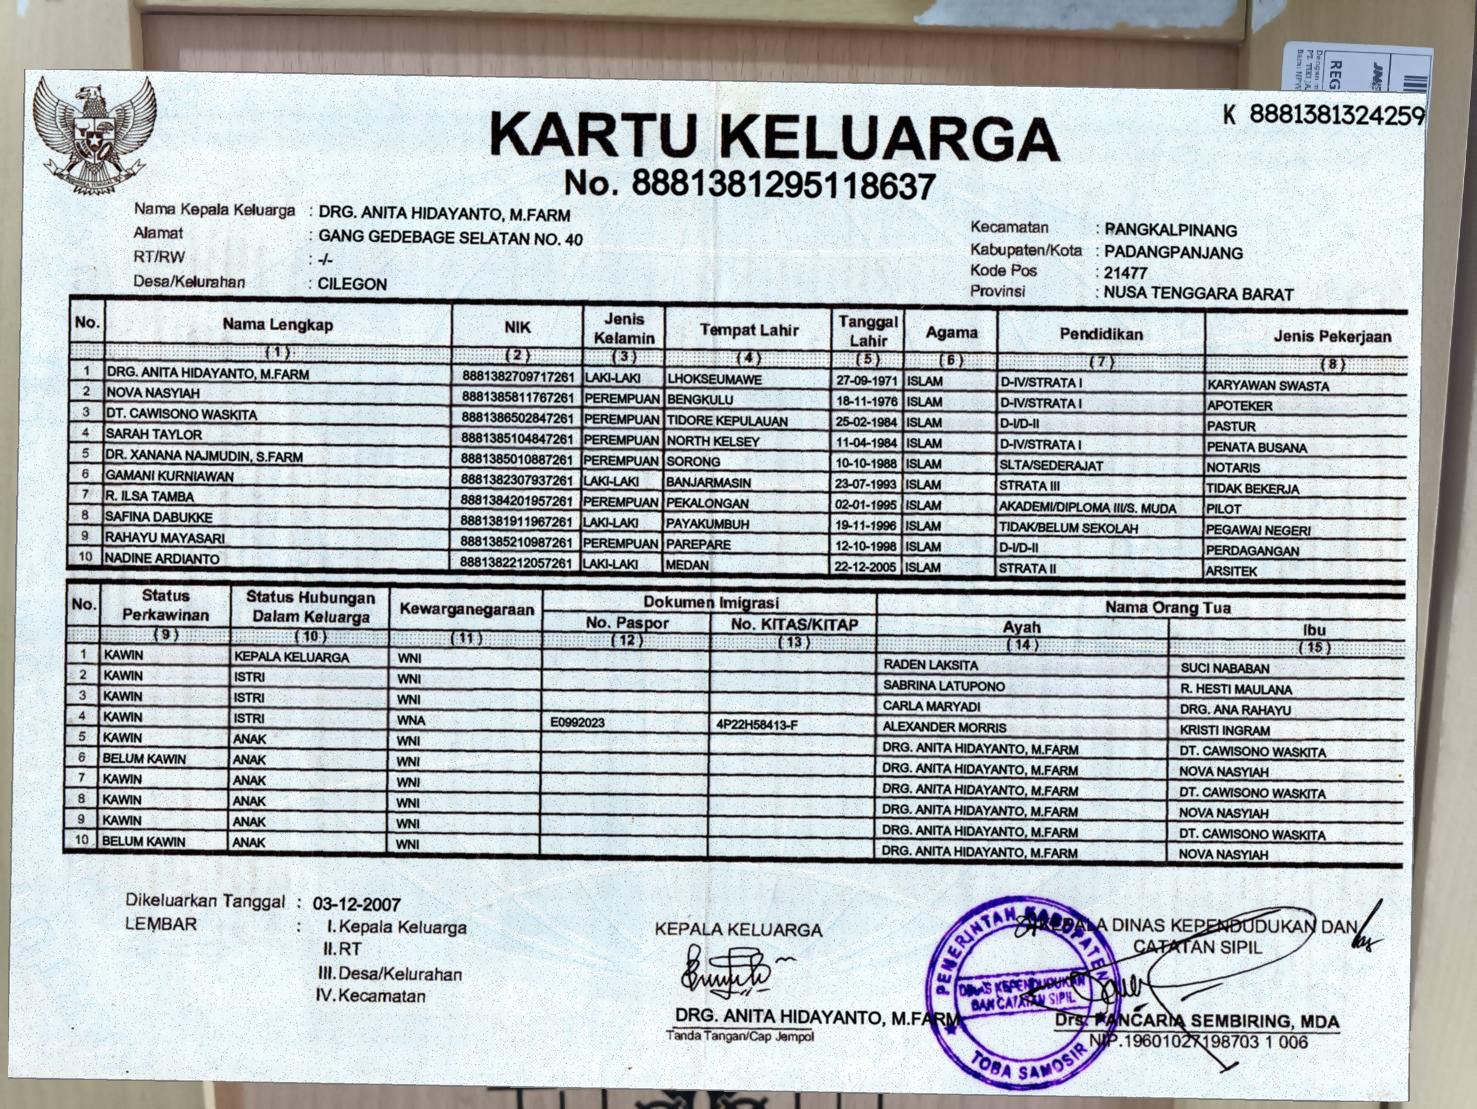 K 8881381324259
KARTU KELUARGA
No. 8881381295118637
Nama Kepala Keluarga : DRG. ANITA HIDAYANTO, M.FARM
Alamat : GANG GEDEBAGE SELATAN NO. 40
RT/RW : -/-
Desa/Kelurahan : CILEGON
Kecamatan : PANGKALPINANG
Kabupaten/Kota : PADANGPANJANG
Kode Pos : 21477
Provinsi : NUSA TENGGARA BARAT
No. Nama Lengkap NIK Jenis Kelamin Tempat Lahir Tanggal Lahir Agama Pendidikan Jenis Pekerjaan
(1) (2) (3) (4) (5) (6) (7) (8)
1 DRG. ANITA HIDAYANTO, M.FARM 8881382709717261 LAKI-LAKI LHOKSEUMAWE 27-09-1971 ISLAM D-IV/STRATA I KARYAWAN SWASTA
2 NOVA NASYIAH 8881385811767261 PEREMPUAN BENGKULU 18-11-1976 ISLAM D-IV/STRATA I APOTEKER
3 DT. CAWISONO WASKITA 8881386502847261 PEREMPUAN TIDORE KEPULAUAN 25-02-1984 ISLAM D-I/D-II PASTUR
4 SARAH TAYLOR 8881385104847261 PEREMPUAN NORTH KELSEY 11-04-1984 ISLAM D-IV/STRATA I PENATA BUSANA
5 DR. XANANA NAJMUDIN, S.FARM 8881385010887261 PEREMPUAN SORONG 10-10-1988 ISLAM SLTA/SEDERAJAT NOTARIS
6 GAMANI KURNIAWAN 8881382307937261 LAKI-LAKI BANJARMASIN 23-07-1993 ISLAM STRATA III TIDAK BEKERJA
7 R. ILSA TAMBA 8881384201957261 PEREMPUAN PEKALONGAN 02-01-1995 ISLAM AKADEMI/DIPLOMA III/S. MUDA PILOT
8 SAFINA DABUKKE 8881381911967261 LAKI-LAKI PAYAKUMBUH 19-11-1996 ISLAM TIDAK/BELUM SEKOLAH PEGAWAI NEGERI
9 RAHAYU MAYASARI 8881385210987261 PEREMPUAN PAREPARE 12-10-1998 ISLAM D-I/D-II PERDAGANGAN
10 NADINE ARDIANTO 8881382212057261 LAKI-LAKI MEDAN 22-12-2005 ISLAM STRATA II ARSITEK
No. Status Perkawinan Status Hubungan Dalam Keluarga Kewarganegaraan Dokumen Imigrasi Nama Orang Tua
No. Paspor No. KITAS/KITAP Ayah Ibu
(9) (10) (11) (12) (13) (14) (15)
1 KAWIN KEPALA KELUARGA WNI RADEN LAKSITA SUCI NABABAN
2 KAWIN ISTRI WNI SABRINA LATUPONO R. HESTI MAULANA
3 KAWIN ISTRI WNI CARLA MARYADI DRG. ANA RAHAYU
4 KAWIN ISTRI WNA E0992023 4P22H58413-F ALEXANDER MORRIS KRISTI INGRAM
5 KAWIN ANAK WNI DRG. ANITA HIDAYANTO, M.FARM DT. CAWISONO WASKITA
6 BELUM KAWIN ANAK WNI DRG. ANITA HIDAYANTO, M.FARM NOVA NASYIAH
7 KAWIN ANAK WNI DRG. ANITA HIDAYANTO, M.FARM DT. CAWISONO WASKITA
8 KAWIN ANAK WNI DRG. ANITA HIDAYANTO, M.FARM NOVA NASYIAH
9 KAWIN ANAK WNI DRG. ANITA HIDAYANTO, M.FARM DT. CAWISONO WASKITA
10 BELUM KAWIN ANAK WNI DRG. ANITA HIDAYANTO, M.FARM NOVA NASYIAH
Dikeluarkan Tanggal : 03-12-2007
LEMBAR : I. Kepala Keluarga
II. RT
III. Desa/Kelurahan
IV. Kecamatan
KEPALA KELUARGA
DRG. ANITA HIDAYANTO, M.FARM
Tanda Tangan/Cap Jempol
KEPALA DINAS KEPENDUDUKAN DAN
CATATAN SIPIL
Drs. PANCARIA SEMBIRING, MDA
NIP.19601027198703 1 006
PEMERINTAH KABUPATEN
DINAS KEPENDUDUKAN
DAN CATATAN SIPIL
TOBA SAMOSIR
REG